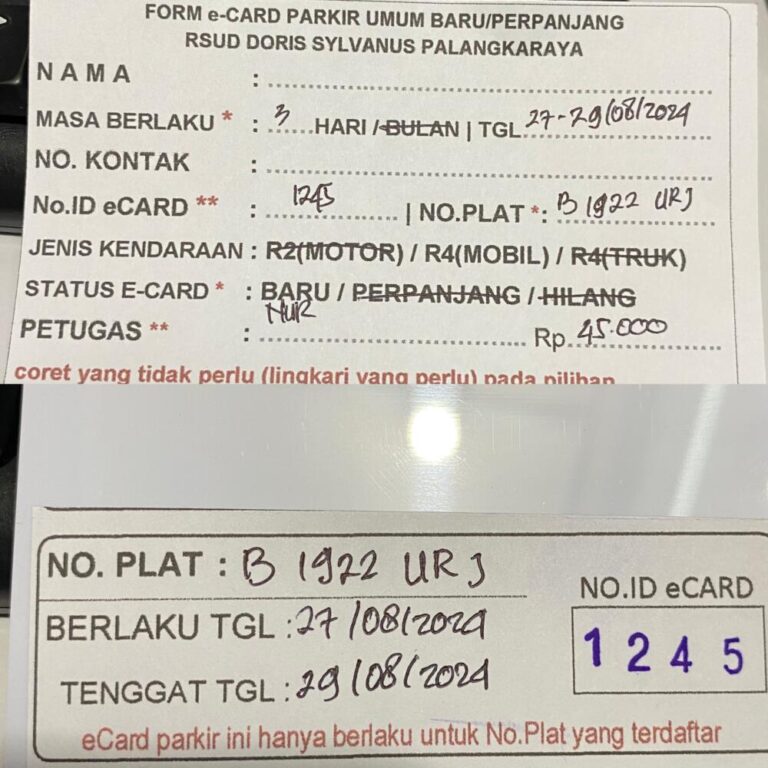 FORM e-CARD PARKIR UMUM BARU/PERPANJANG
RSUD DORIS SYLVANUS PALANGKARAYA
NAMA :
MASA BERLAKU * : 3 HARI / BULAN | TGL 27-29/08/2024
NO. KONTAK :
No.ID eCARD ** : 1245 | NO.PLAT *: B 1922 URJ
JENIS KENDARAAN : R2(MOTOR) / R4(MOBIL) / R4(TRUK)
STATUS E-CARD * : BARU / PERPANJANG / HILANG
PETUGAS ** : NUR Rp. 45.000
coret yang tidak perlu (lingkari yang perlu) pada pilihan
NO. PLAT : B 1922 URJ
BERLAKU TGL : 27/08/2024
TENGGAT TGL : 29/08/2024
NO.ID eCARD
1 2 4 5
eCard parkir ini hanya berlaku untuk No.Plat yang terdaftar